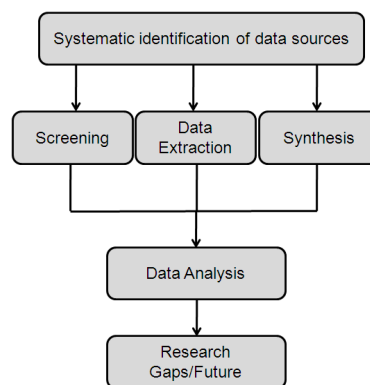 Systematic identification of data sources
Screening
Data
Extraction
Synthesis
Data Analysis
Research
Gaps/Future